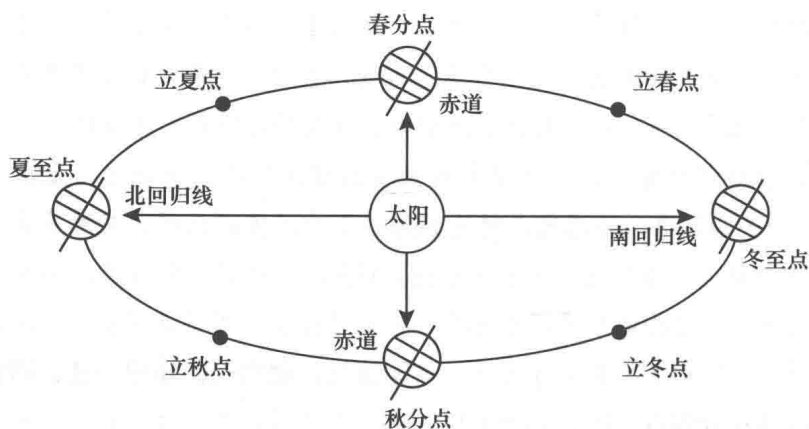 春分点
立夏点
立春点
赤道
夏至点
北回归线
太阳
南回归线
冬至点
赤道
立秋点
立冬点
秋分点